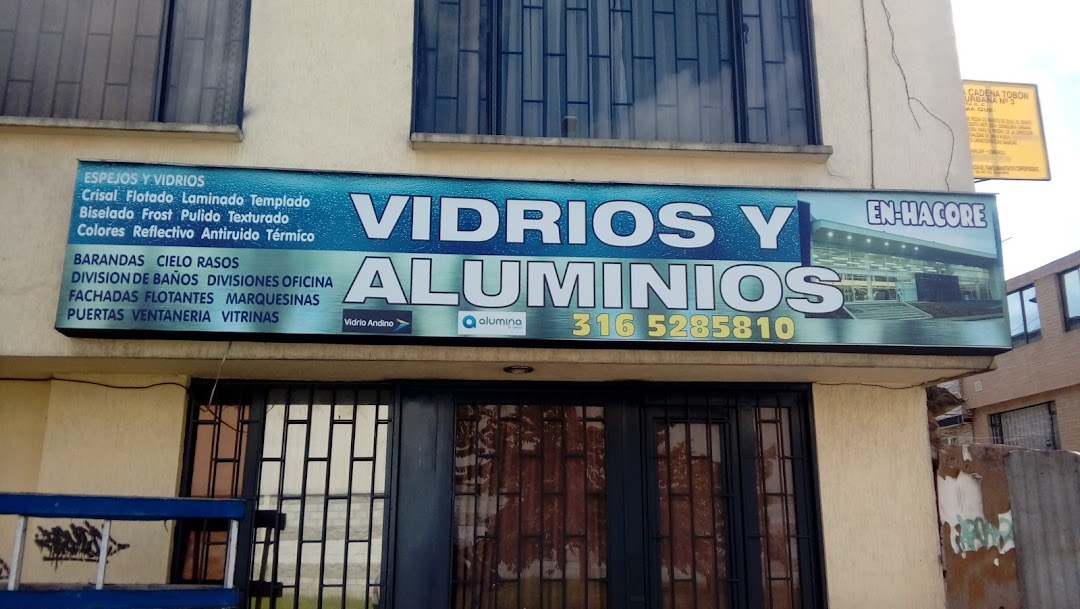 ESPEJOS Y VIDRIOS
Crisal Flotado Laminado Templado
Biselado Frost Pulido Texturado
Colores Reflectivo Antiruido Térmico
BARANDAS CIELO RASOS
DIVISION DE BAÑOS DIVISIONES OFICINA
FACHADAS FLOTANTES MARQUESINAS
PUERTAS VENTANERIA VITRINAS
VIDRIOS Y
ALUMINIOS
Vidrio Andino
alumina
316 5285810
EN-HACORE
CADENA TOBÓN
URBANA Nº 3